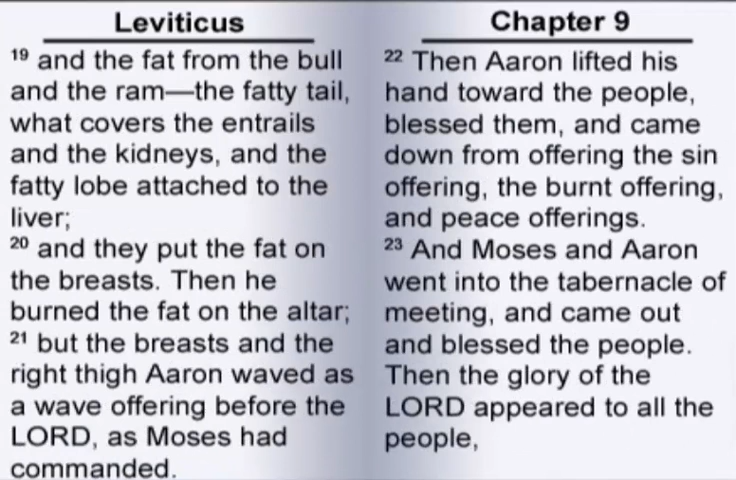 Leviticus
19 and the fat from the bull
and the ram—the fatty tail,
what covers the entrails
and the kidneys, and the
fatty lobe attached to the
liver;
20 and they put the fat on
the breasts. Then he
burned the fat on the altar;
21 but the breasts and the
right thigh Aaron waved as
a wave offering before the
LORD, as Moses had
commanded.
Chapter 9
22 Then Aaron lifted his
hand toward the people,
blessed them, and came
down from offering the sin
offering, the burnt offering,
and peace offerings.
23 And Moses and Aaron
went into the tabernacle of
meeting, and came out
and blessed the people.
Then the glory of the
LORD appeared to all the
people,